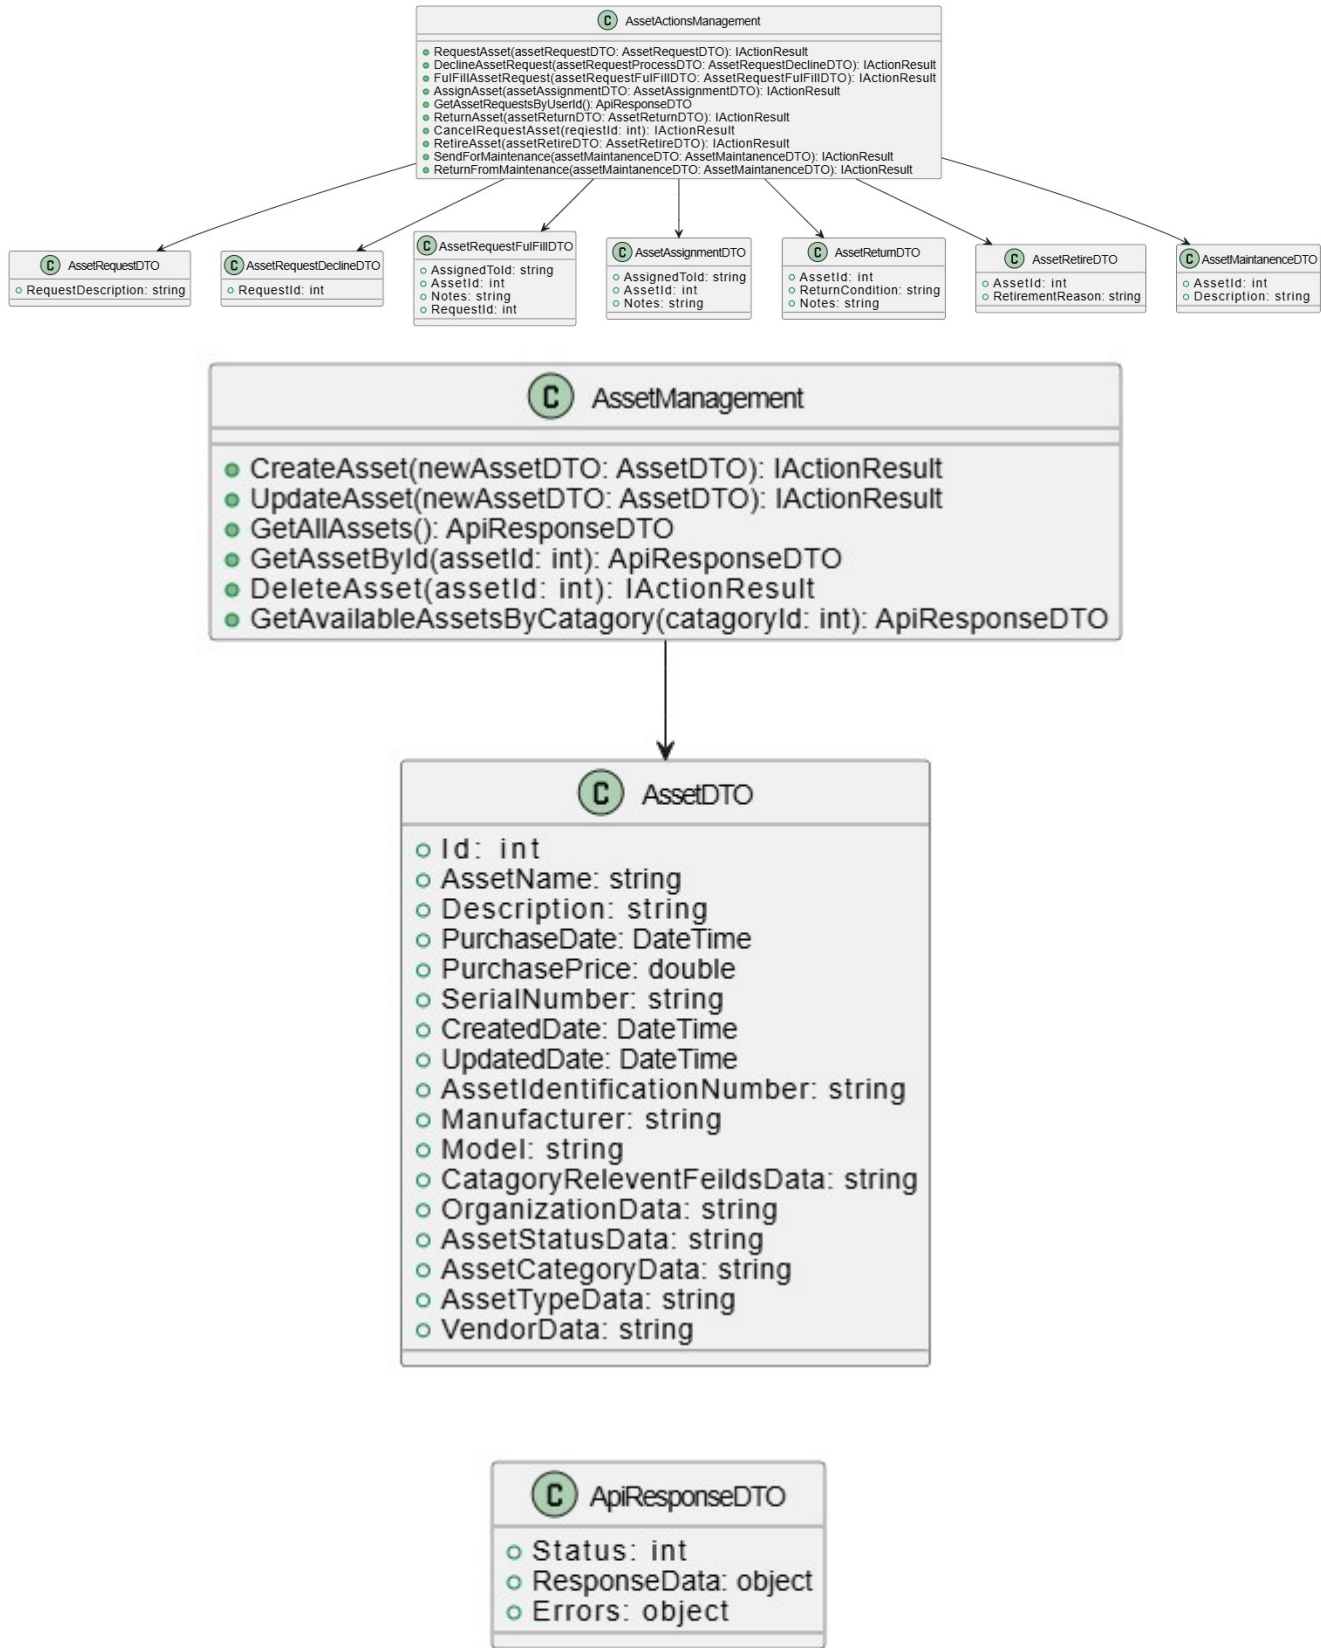 C AssetActionsManagement
RequestAsset(assetRequestDTO: AssetRequestDTO): IActionResult
DeclineAssetRequest(assetRequestProcessDTO: AssetRequestDeclineDTO): IActionResult
FulFillAssetRequest(assetRequestFulFillDTO: AssetRequestFulFillDTO): IActionResult
AssignAsset(assetAssignmentDTO: AssetAssignmentDTO): IActionResult
GetAssetRequestsByUserId(): ApiResponseDTO
ReturnAsset(assetReturnDTO: AssetReturnDTO): IActionResult
CancelRequestAsset(reqiestId: int): IActionResult
RetireAsset(assetRetireDTO: AssetRetireDTO): IActionResult
SendForMaintenance(assetMaintanenceDTO: AssetMaintanenceDTO): IActionResult
ReturnFromMaintenance(assetMaintanenceDTO: AssetMaintanenceDTO): IActionResult
C AssetRequestDTO
RequestDescription: string
C AssetRequestDeclineDTO
RequestId: int
C AssetRequestFulFillDTO
AssignedToId: string
AssetId: int
Notes: string
RequestId: int
C AssetAssignmentDTO
AssignedToId: string
AssetId: int
Notes: string
C AssetReturnDTO
AssetId: int
ReturnCondition: string
Notes: string
C AssetRetireDTO
AssetId: int
RetirementReason: string
C AssetMaintanenceDTO
AssetId: int
Description: string
C AssetManagement
CreateAsset(newAssetDTO: AssetDTO): IActionResult
UpdateAsset(newAssetDTO: AssetDTO): IActionResult
GetAllAssets(): ApiResponseDTO
GetAssetById(assetId: int): ApiResponseDTO
DeleteAsset(assetId: int): IActionResult
GetAvailableAssetsByCatagory(catagoryId: int): ApiResponseDTO
C AssetDTO
Id: int
AssetName: string
Description: string
PurchaseDate: DateTime
PurchasePrice: double
SerialNumber: string
CreatedDate: DateTime
UpdatedDate: DateTime
AssetIdentificationNumber: string
Manufacturer: string
Model: string
CatagoryReleventFeildsData: string
OrganizationData: string
AssetStatusData: string
AssetCategoryData: string
AssetTypeData: string
VendorData: string
C ApiResponseDTO
Status: int
ResponseData: object
Errors: object